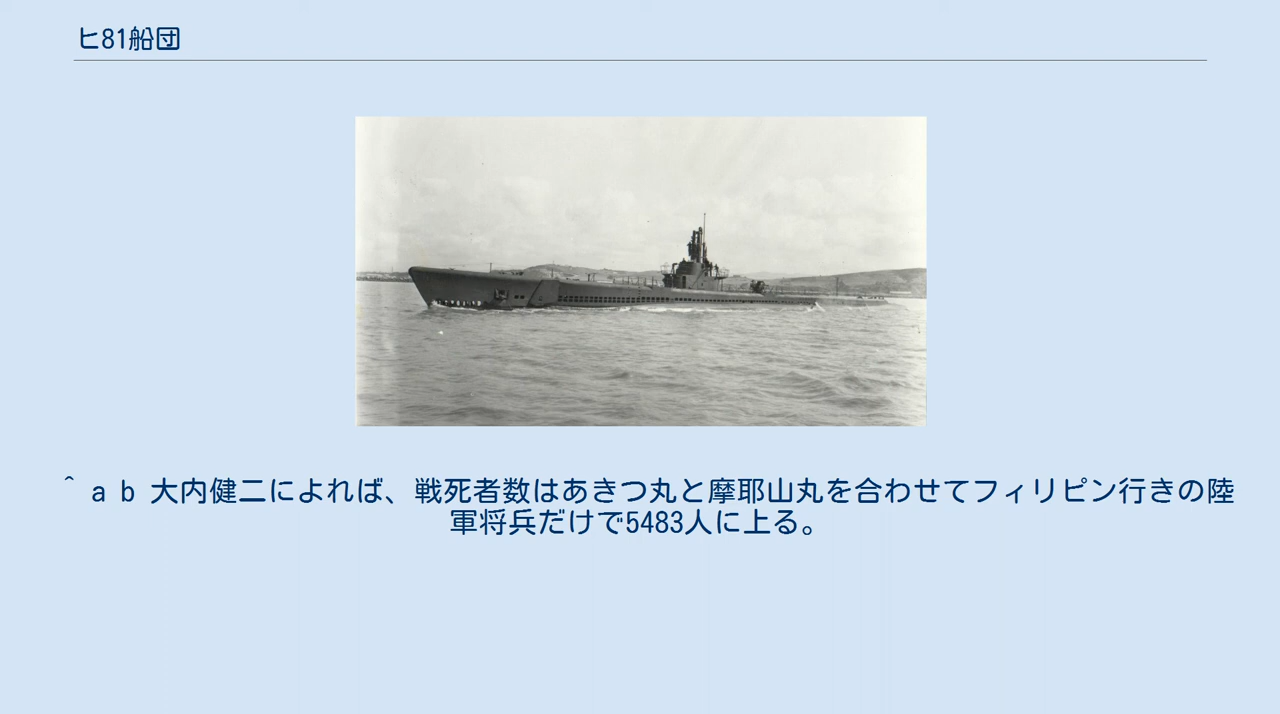 ヒ81船団
^ a b 大内健二によれば、戦死者数はあきつ丸と摩耶山丸を合わせてフィリピン行きの陸
軍将兵だけで5483人に上る。